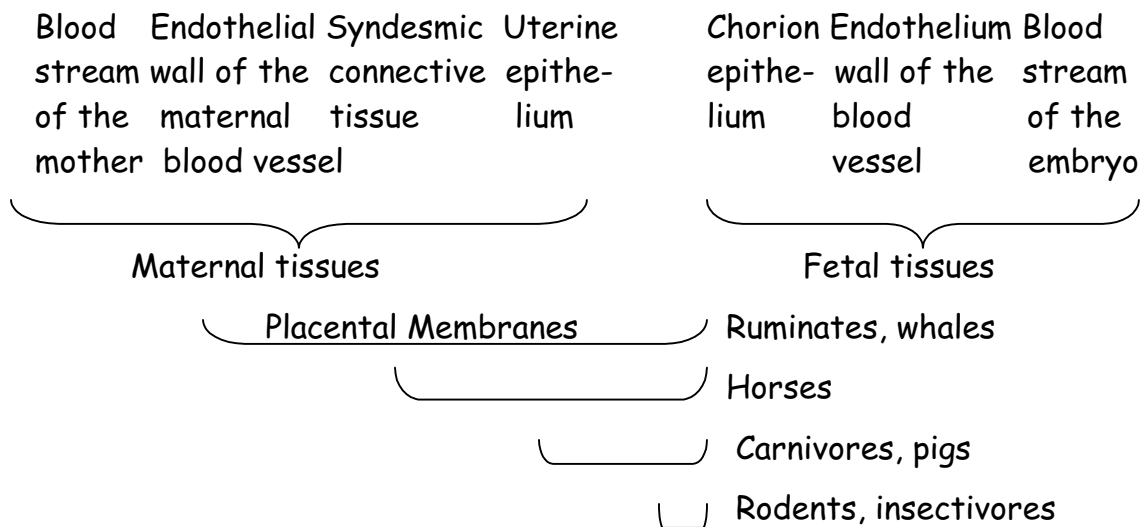 Blood Endothelial Syndesmic Uterine Chorion Endothelium Blood
stream wall of the connective epithe- epithe- wall of the stream
of the maternal tissue lium lium blood of the
mother blood vessel vessel embryo
Maternal tissues Fetal tissues
Placental Membranes Ruminates, whales
Horses
Carnivores, pigs
Rodents, insectivores